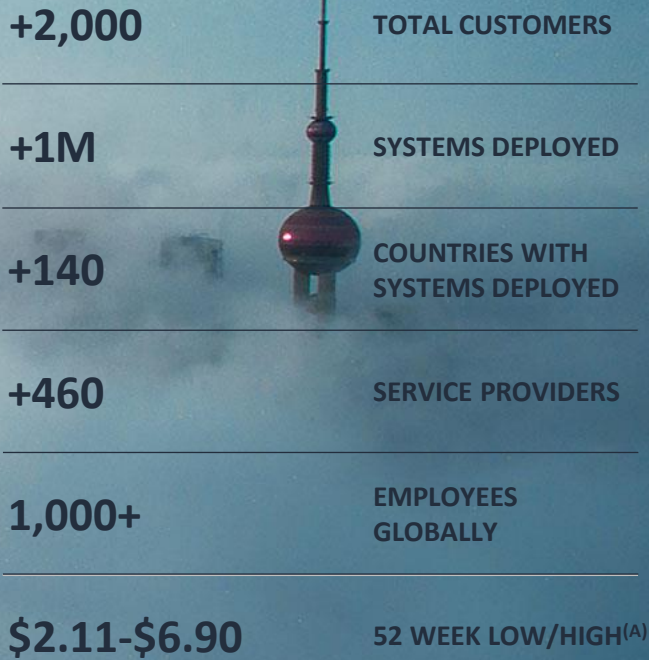 +2,000 TOTAL CUSTOMERS
+1M SYSTEMS DEPLOYED
+140 COUNTRIES WITH
SYSTEMS DEPLOYED
+460 SERVICE PROVIDERS
1,000+ EMPLOYEES
GLOBALLY
$2.11-$6.90 52 WEEK LOW/HIGH(A)